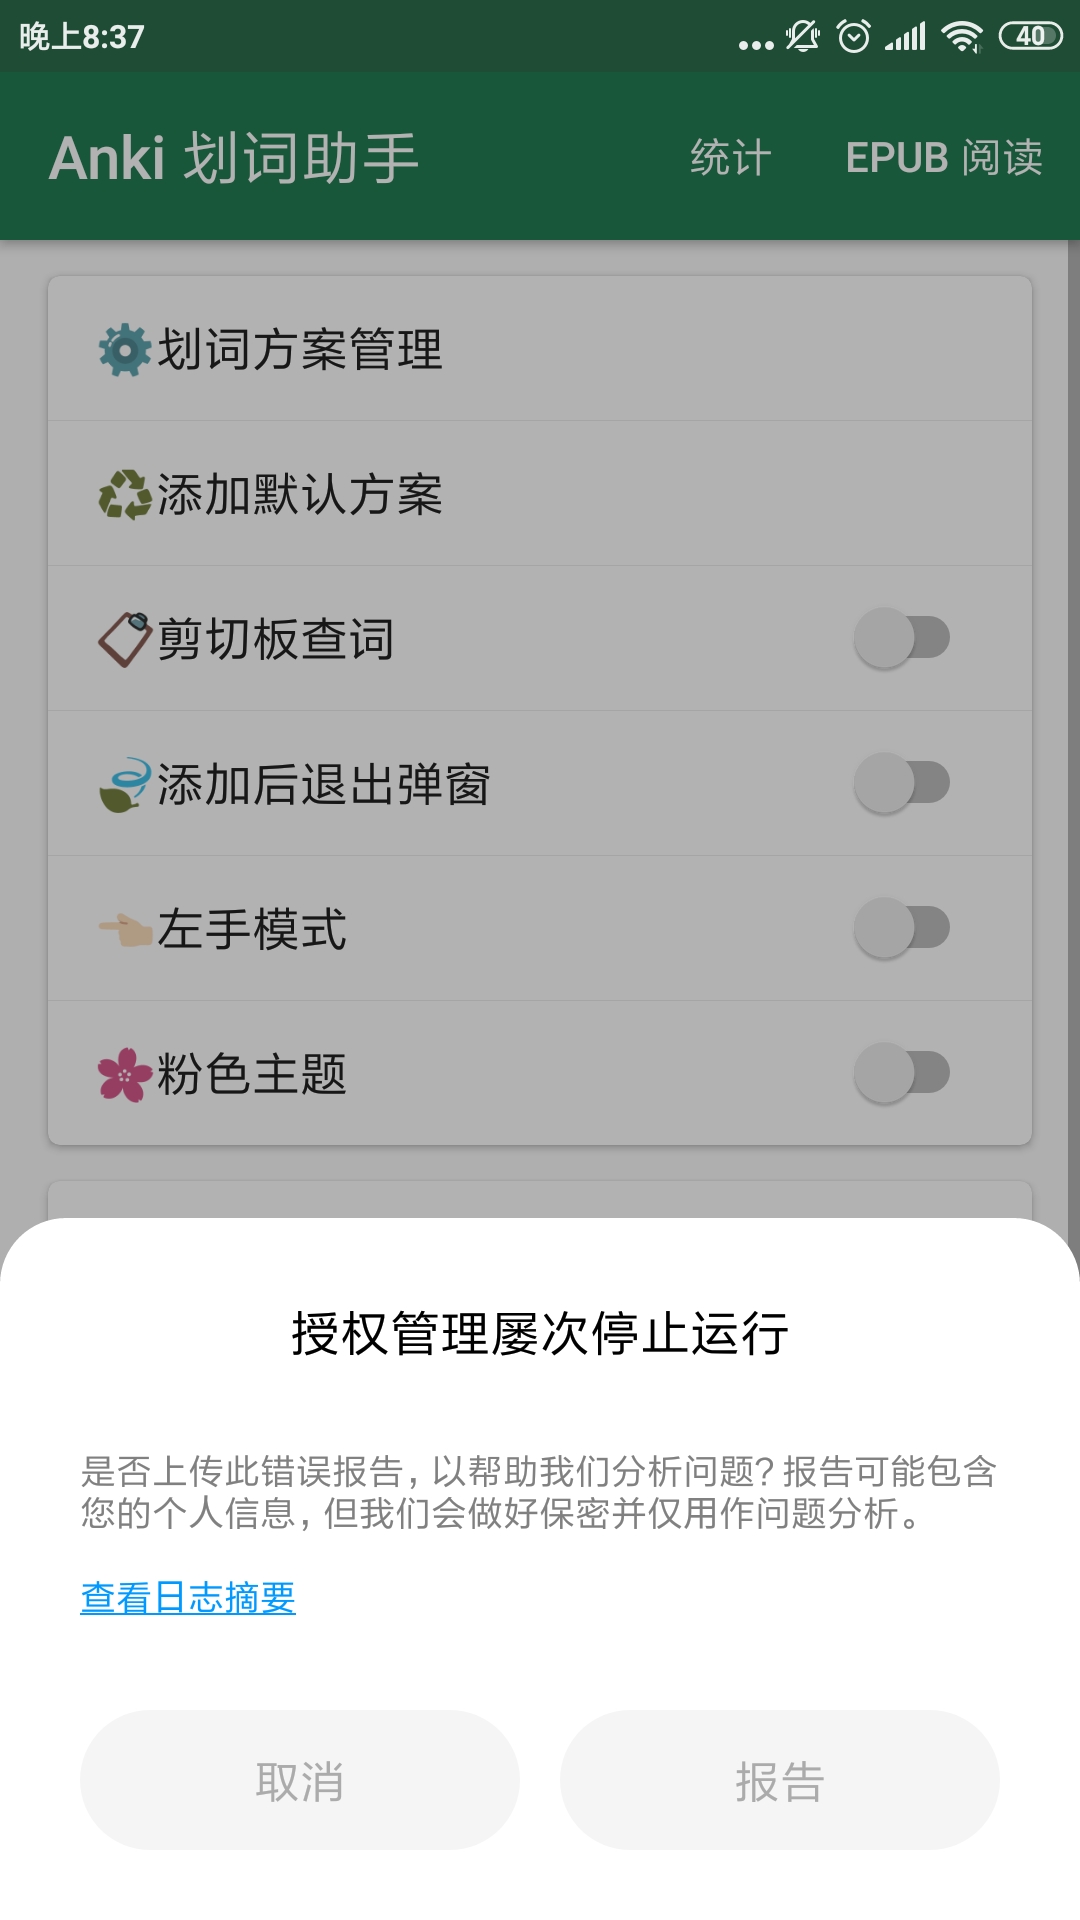 晚上8:37
40
Anki 划词助手
统计
EPUB 阅读
划词方案管理
添加默认方案
剪切板查词
添加后退出弹窗
左手模式
粉色主题
授权管理屡次停止运行
是否上传此错误报告，以帮助我们分析问题？报告可能包含
您的个人信息，但我们会做好保密并仅用作问题分析。
查看日志摘要
取消
报告